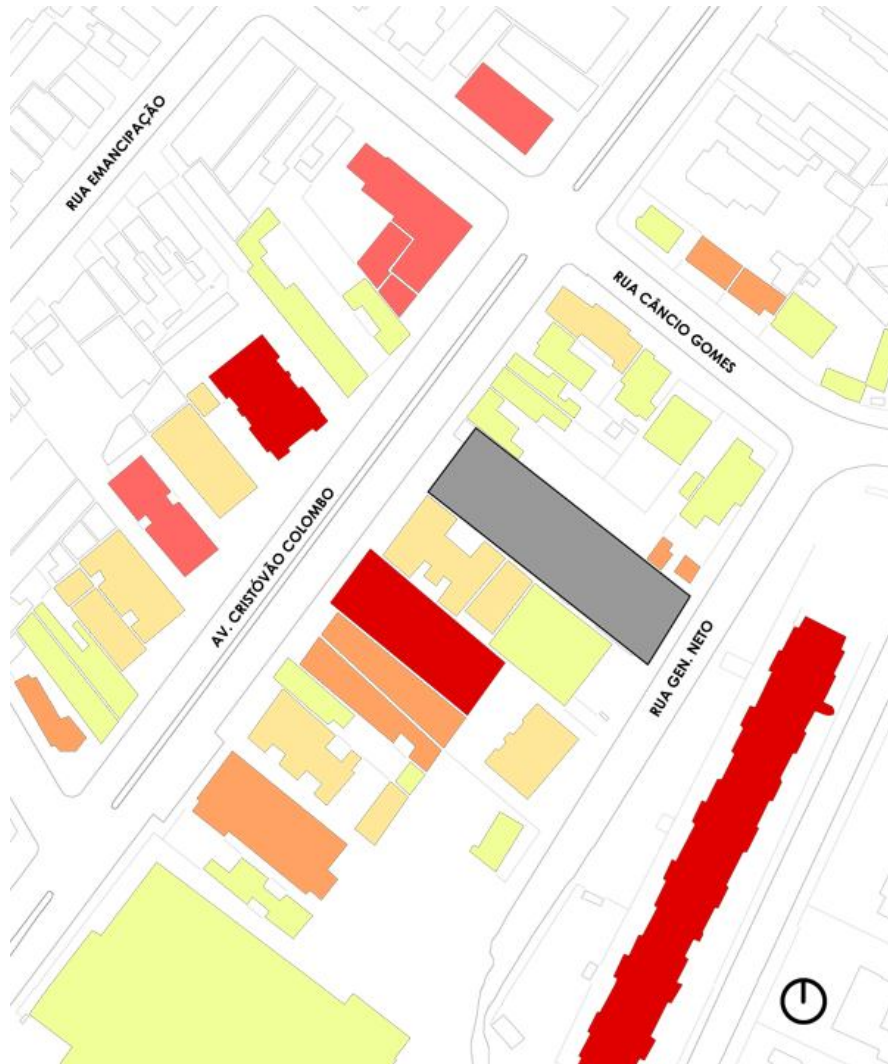 RUA EMANCIPAÇÃO
RUA CÂNCIO GOMES
AV. CRISTÓVÃO COLOMBO
RUA GEN. NETO